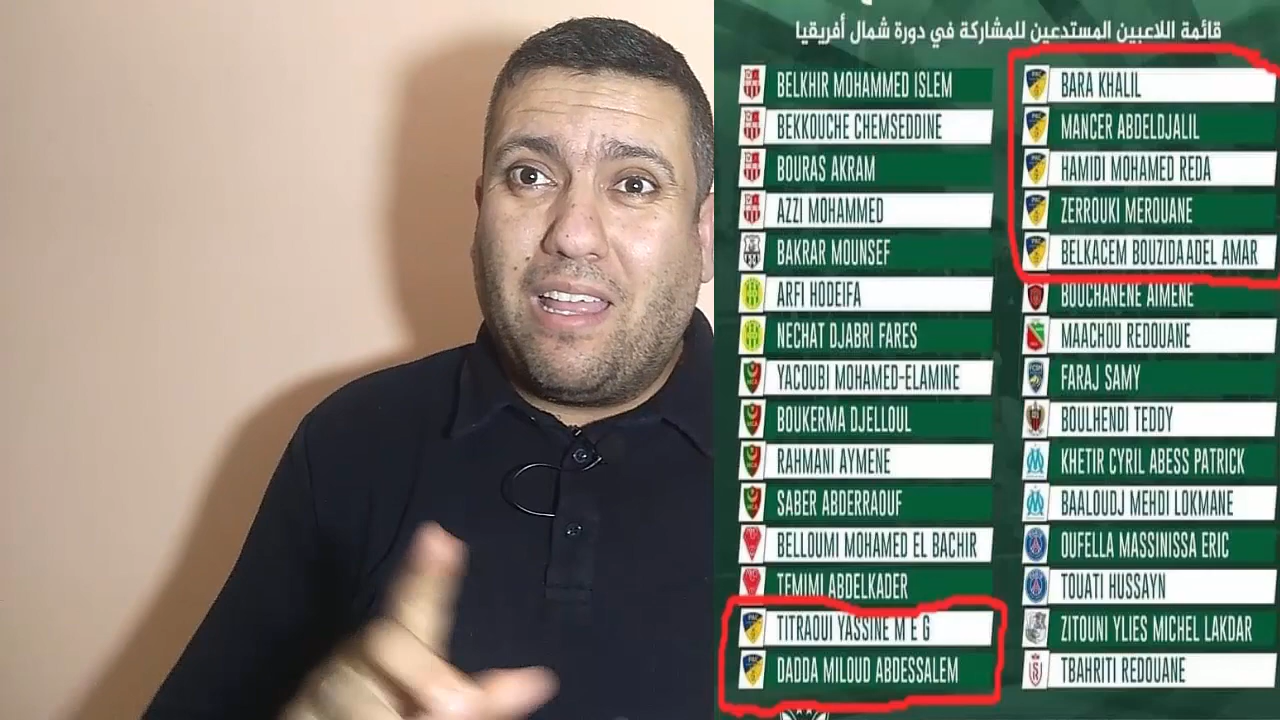 قائمة اللاعبين المستدعين للمشاركة في دورة شمال أفريقيا
BELKHIR MOHAMMED ISLEM
BEKKOUCHE CHEMSEDDINE
BOURAS AKRAM
AZZI MOHAMMED
BAKRAR MOUNSEF
ARFI HODEIFA
NECHAT DJABRI FARES
YACOUBI MOHAMED-ELAMINE
BOUKERMA DJELLOUL
RAHMANI AYMENE
SABER ABDERRAOUF
BELLOUMI MOHAMED EL BACHIR
TEMIMI ABDELKADER
TITRAOUI YASSINE M E G
DADDA MILOUD ABDESSALEM
BARA KHALIL
MANCER ABDELDJALIL
HAMIDI MOHAMED REDA
ZERROUKI MEROUANE
BELKACEM BOUZIDAADEL AMAR
BOUCHANENE AIMENE
MAACHOU REDOUANE
FARAJ SAMY
BOULHENDI TEDDY
KHETIR CYRIL ABESS PATRICK
BAALOUDJ MEHDI LOKMANE
OUFELLA MASSINISSA ERIC
TOUATI HUSSAYN
ZITOUNI YLIES MICHEL LAKDAR
TBAHRITI REDOUANE